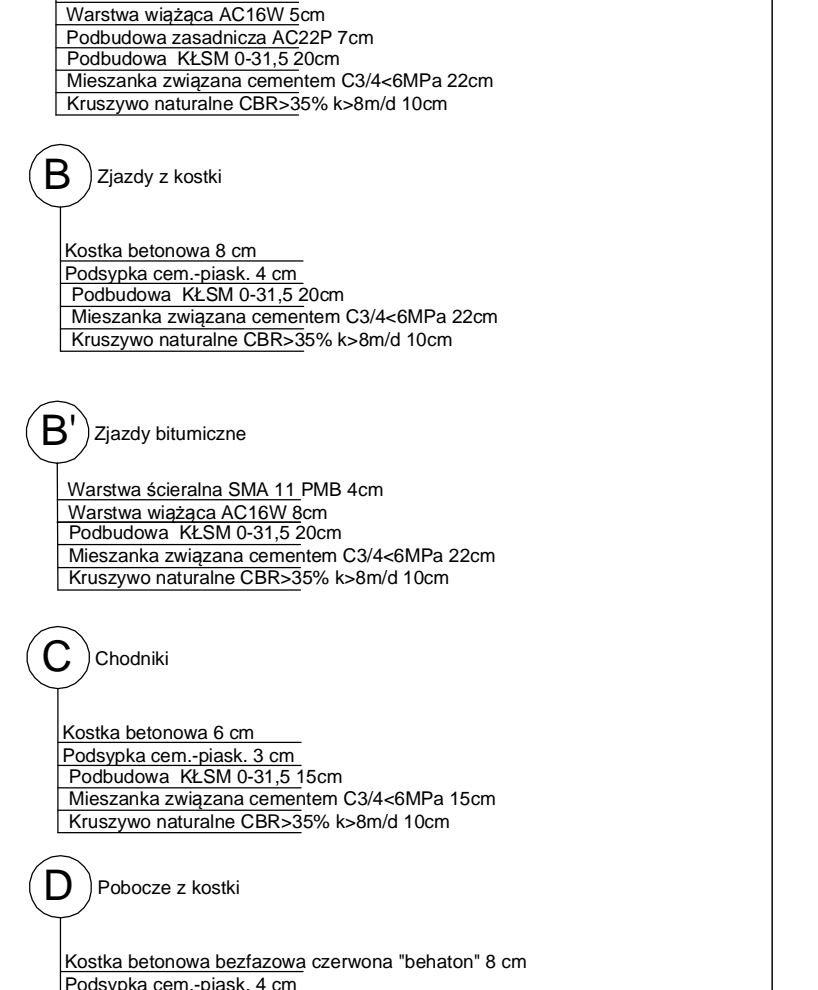 Warstwa wiążąca AC16W 5cm
Podbudowa zasadnicza AC22P 7cm
Podbudowa  KŁSM 0-31,5 20cm
Mieszanka związana cementem C3/4<6MPa 22cm
Kruszywo naturalne CBR>35% k>8m/d 10cm
B Zjazdy z kostki
Kostka betonowa 8 cm
Podsypka cem.-piask. 4 cm
Podbudowa  KŁSM 0-31,5 20cm
Mieszanka związana cementem C3/4<6MPa 22cm
Kruszywo naturalne CBR>35% k>8m/d 10cm
B' Zjazdy bitumiczne
Warstwa ścieralna SMA 11 PMB 4cm
Warstwa wiążąca AC16W 8cm
Podbudowa  KŁSM 0-31,5 20cm
Mieszanka związana cementem C3/4<6MPa 22cm
Kruszywo naturalne CBR>35% k>8m/d 10cm
C Chodniki
Kostka betonowa 6 cm
Podsypka cem.-piask. 3 cm
Podbudowa  KŁSM 0-31,5 15cm
Mieszanka związana cementem C3/4<6MPa 15cm
Kruszywo naturalne CBR>35% k>8m/d 10cm
D Pobocze z kostki
Kostka betonowa bezfazowa czerwona "behaton" 8 cm
Podsypka cem.-piask. 4 cm